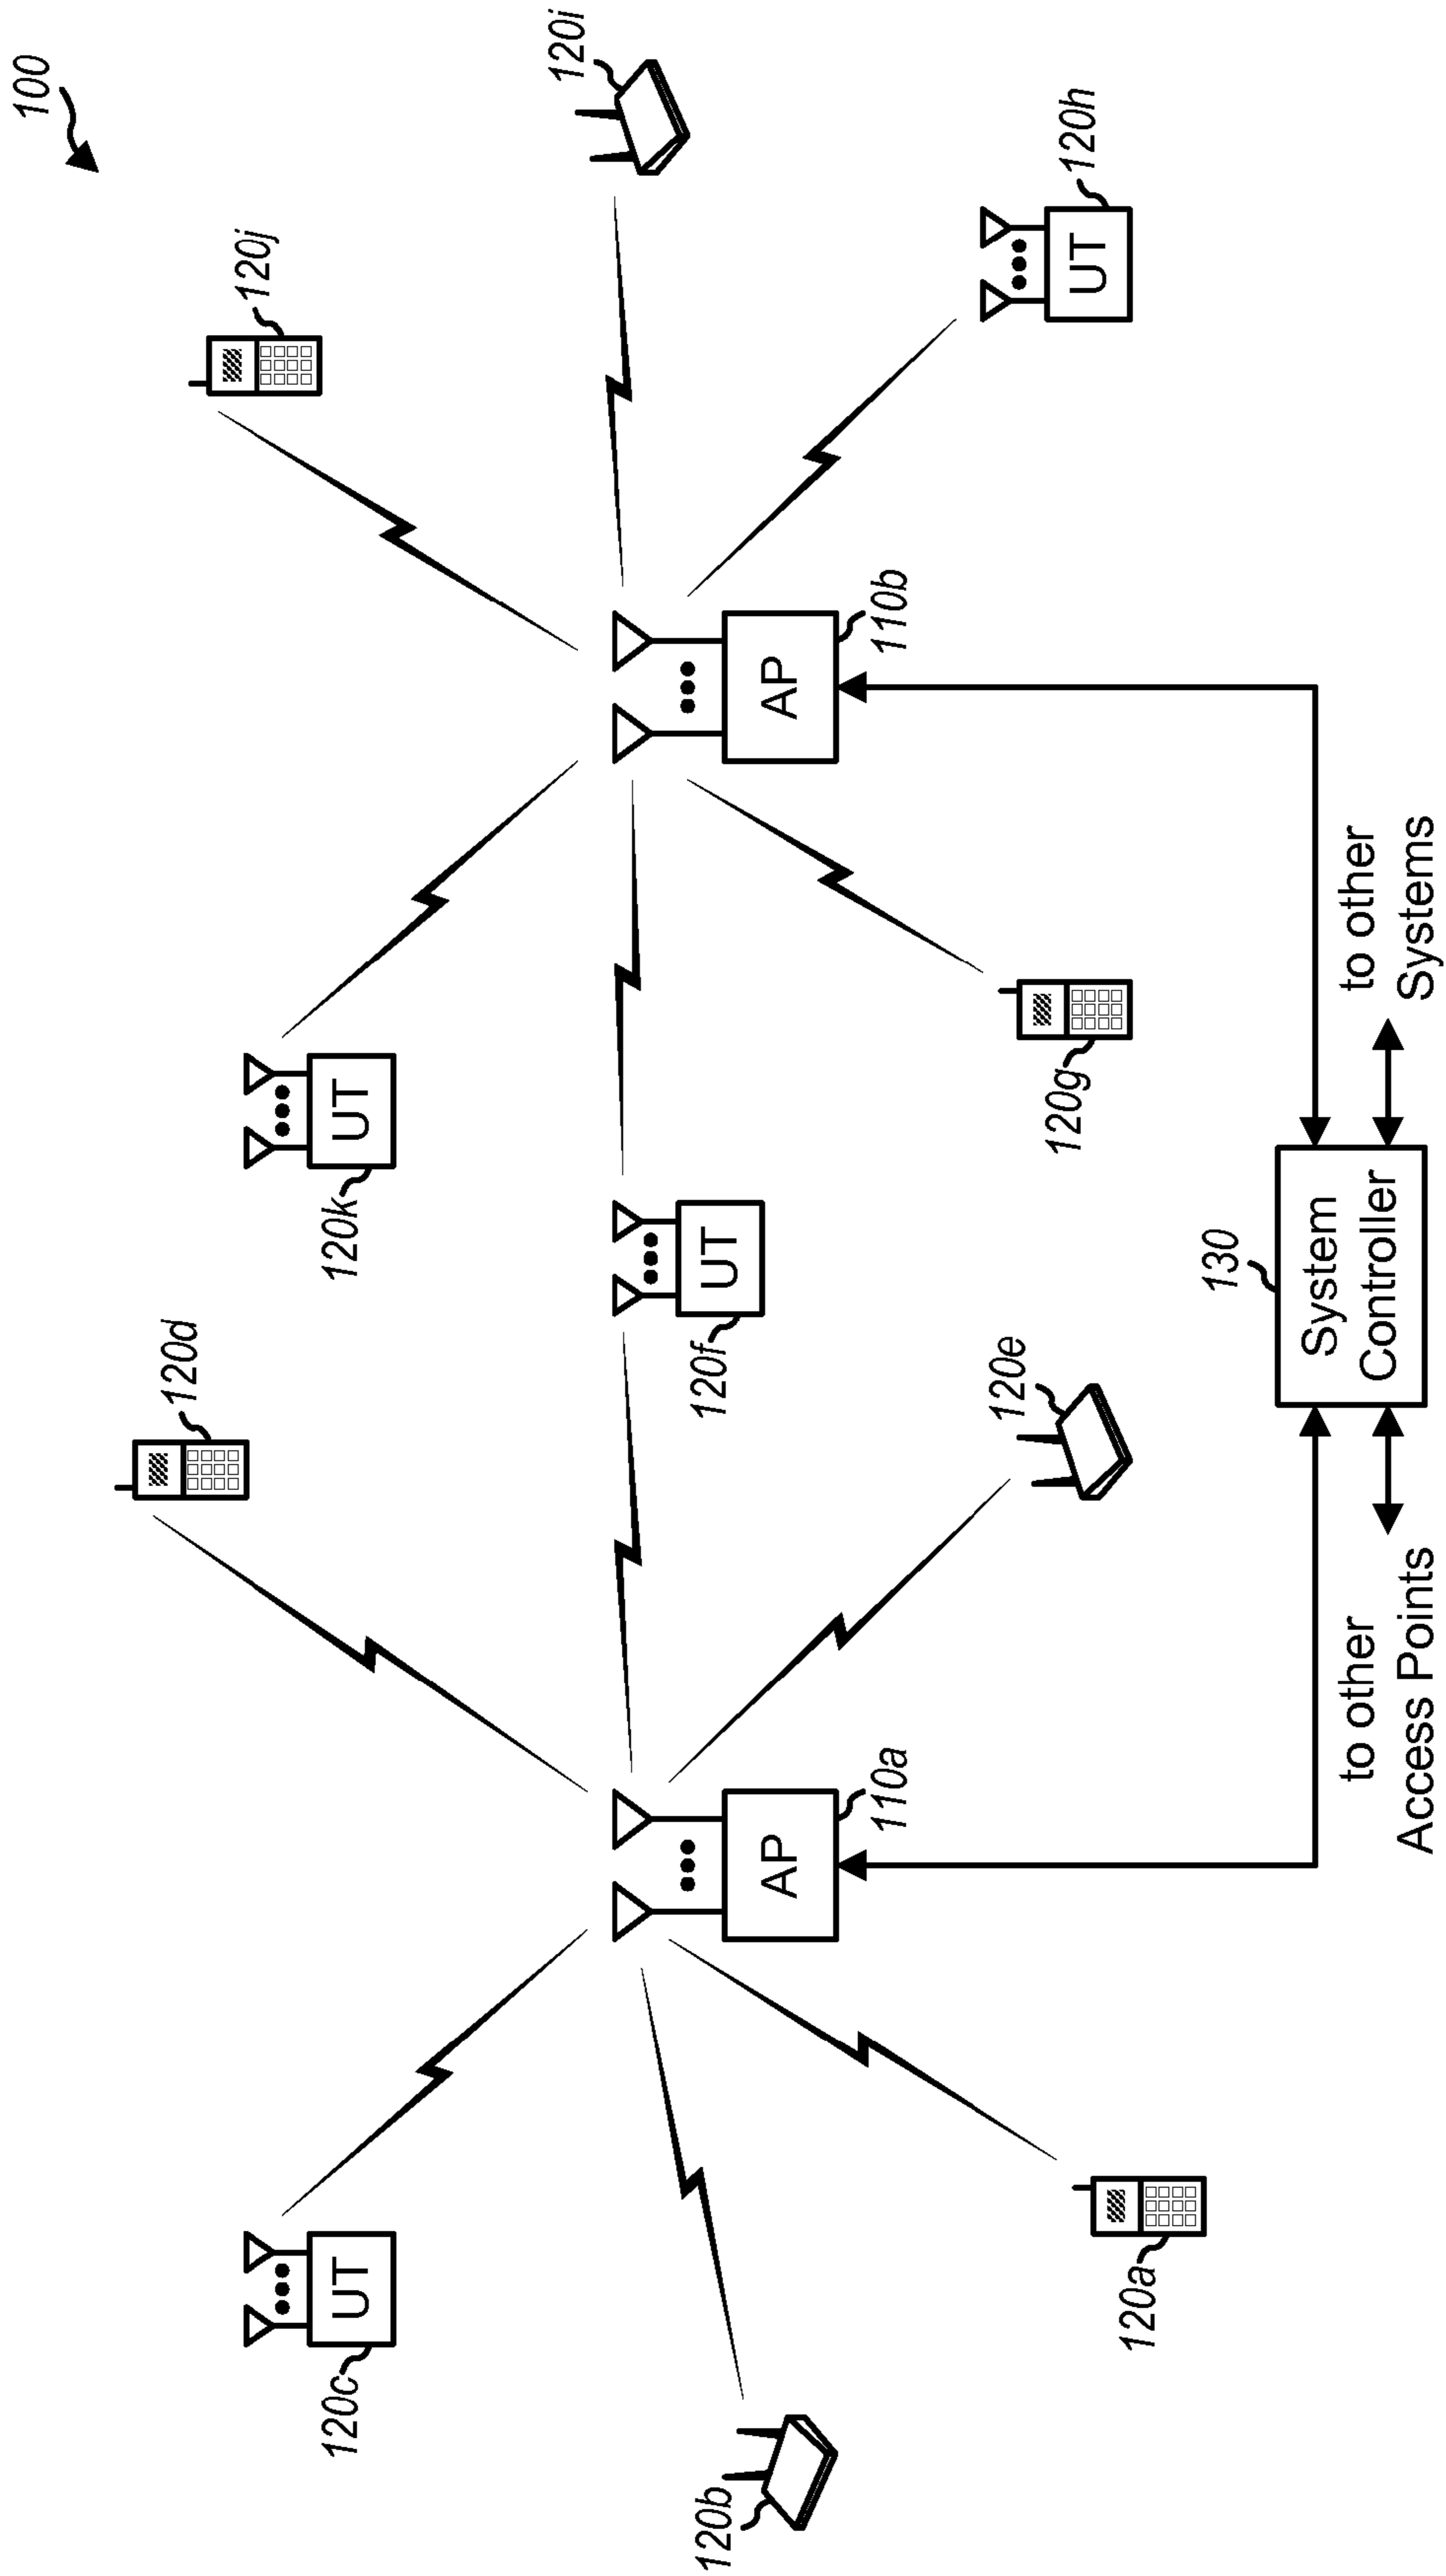 100
120d
120j
120c
UT
120k
UT
120i
120b
AP
110a
120f
UT
AP
110b
120a
120e
120g
UT
120h
130
System
Controller
to other
Access Points
to other
Systems